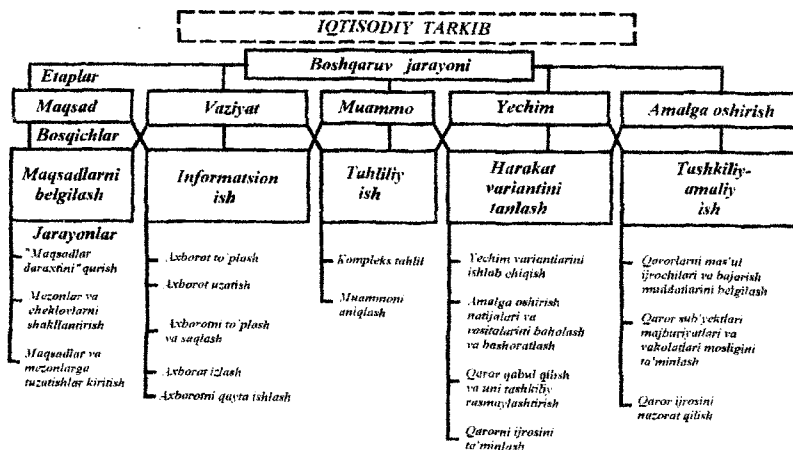 IQTISODIY TARKIB
Boshqaruv jarayoni
Etaplar
Maqsad
Vaziyat
Muammo
Yechim
Amalga oshirish
Bosqichlar
Maqsadlarni
belgilash
Informatsion
ish
Tahliliy
ish
Harakat
variantini
tanlash
Tashkiliy-
amaliy
ish
Jarayonlar
"Maqsadlar
daraxtini" qurish
Mezonlar va
cheklovlarni
shakllantirish
Maqsadlar va
mezonlarga
tuzatishlar kiritish
Axborot to`plash
Axborot uzatish
Axborotni to`plash
va saqlash
Axborot izlash
Axborotni qayta ishlash
Kompleks tahlil
Muammoni
aniqlash
Yechim variantlarini
ishlab chiqish
Amalga oshirish
natijalari va
vositalarini baholash
va bashoratlash
Qaror qabul qilish
va uni tashkiliy
rasmaylashtirish
Qarorni ijrosini
ta'minlash
Qarorlarni mas'ul
ijrochilari va bajarish
muddatlarini belgilash
Qaror sub'yektlari
majburiyatlari va
vakolatlari mosligini
ta'minlash
Qaror ijrosini
nazorat qilish